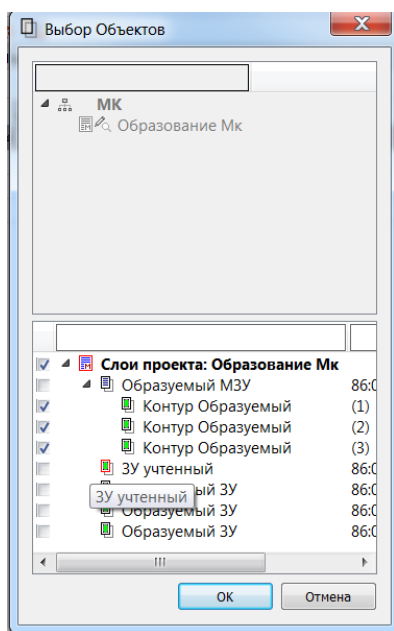 Выбор Объектов
МК
Образование Мк
Слои проекта: Образование Мк
Образуемый МЗУ 86:0
Контур Образуемый (1)
Контур Образуемый (2)
Контур Образуемый (3)
ЗУ учтенный 86:0
ый ЗУ 86:0
ЗУ учтенный
Образуемый ЗУ 86:0
Образуемый ЗУ 86:0
ОК
Отмена